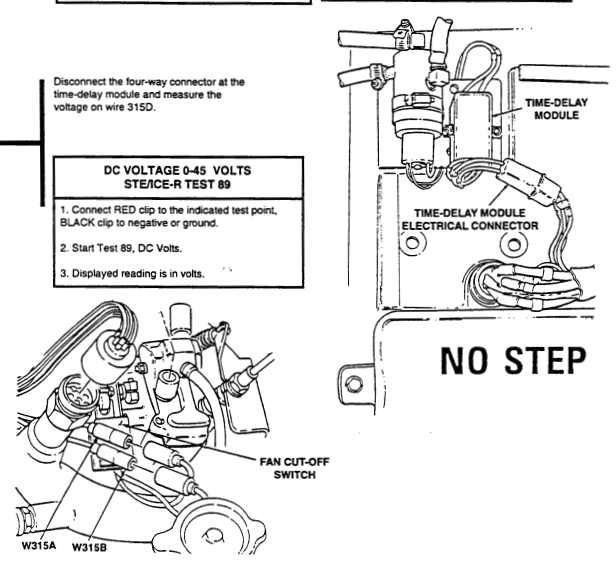 Disconnect the four-way connector at the
time-delay module and measure the
voltage on wire 315D.
DC VOLTAGE 0-45 VOLTS
STE/ICE-R TEST 89
1. Connect RED clip to the indicated test point,
BLACK clip to negative or ground.
2. Start Test 89, DC Volts.
3. Displayed reading is in volts.
TIME-DELAY
MODULE
TIME-DELAY MODULE
ELECTRICAL CONNECTOR
NO STEP
FAN CUT-OFF
SWITCH
W315A
W315B